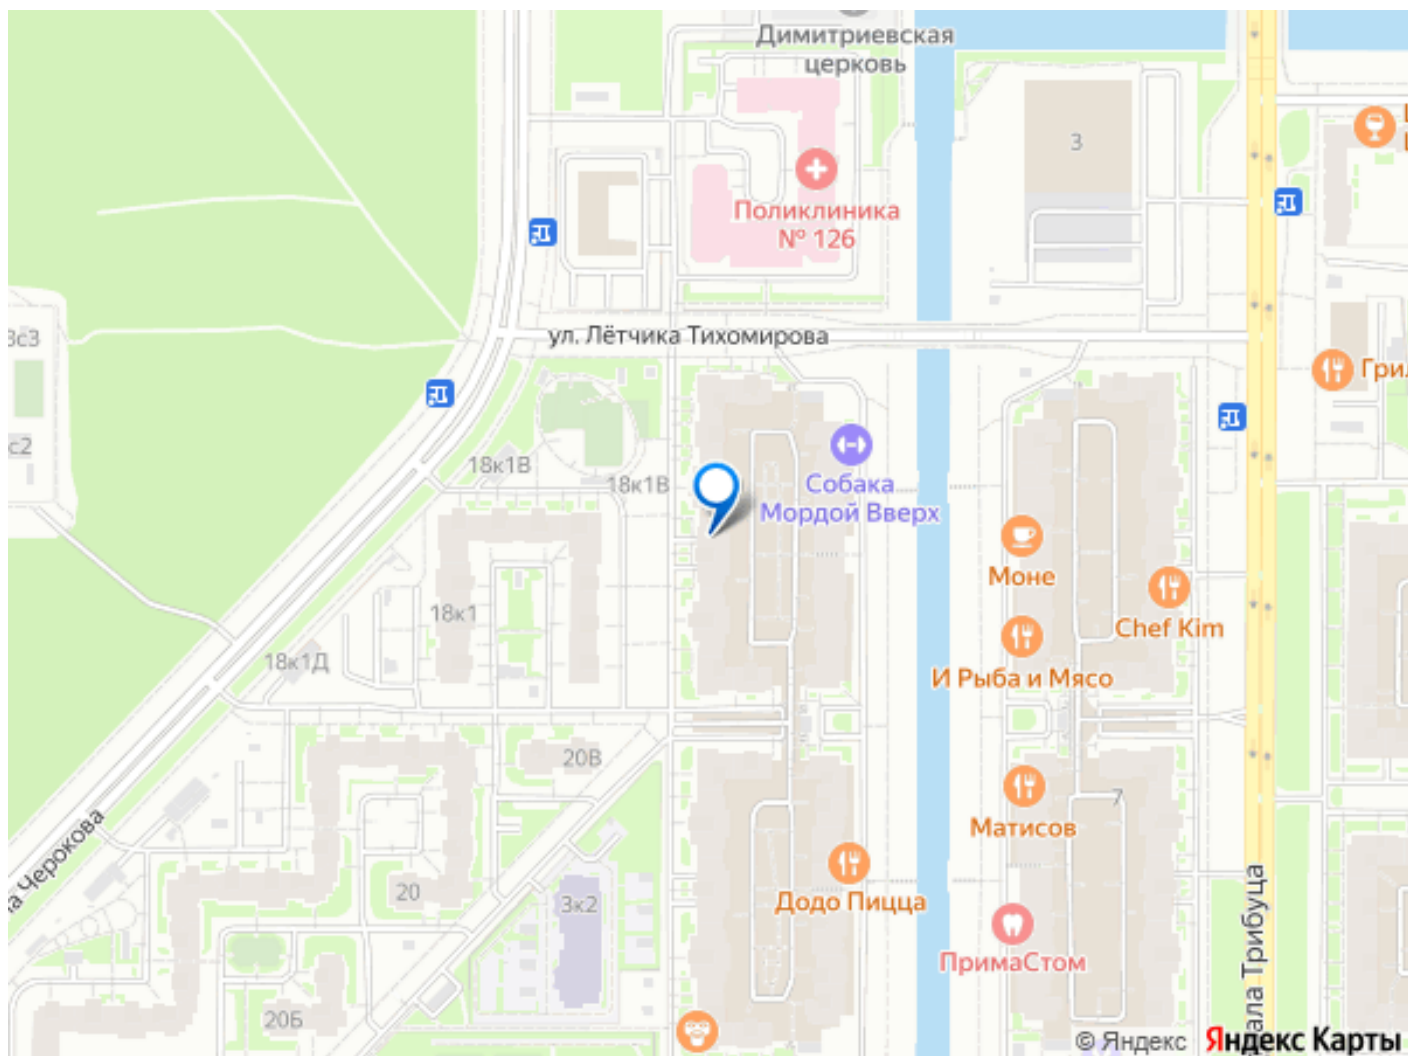 Димитриевская
церковь
3
Поликлиника
№ 126
ул. Лётчика Тихомирова
3с3
Гри
с2
18к1В
18к1В
Собака
Мордой Вверх
Моне
18к1
Chef Kim
18к1Д
И Рыба и Мясо
20В
7
Матисов
а Черокова
20
3к2
Додо Пицца
ПримаСтом
ала Трибуца
20Б
© Яндекс Яндекс Карты